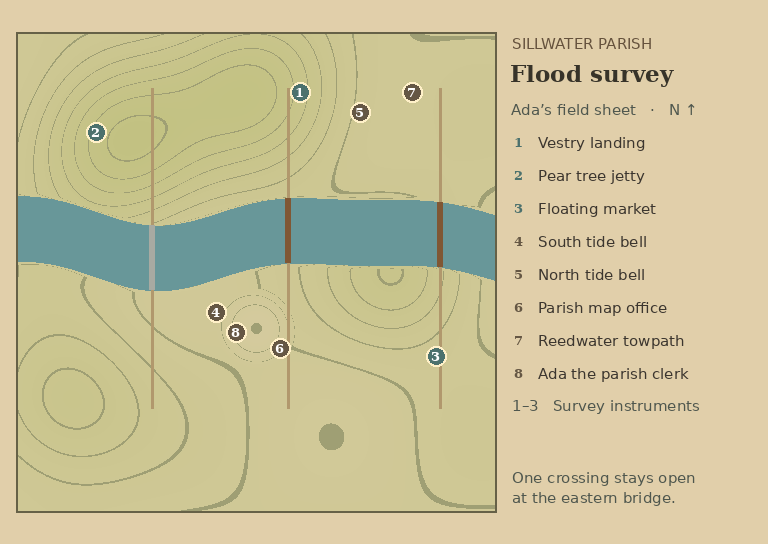 SILLWATER PARISH
Flood survey
Ada’s field sheet · N ↑
1 Vestry landing
2 Pear tree jetty
3 Floating market
4 South tide bell
5 North tide bell
6 Parish map office
7 Reedwater towpath
8 Ada the parish clerk
1–3 Survey instruments
One crossing stays open
at the eastern bridge.
1
7
5
2
4
8
6
3